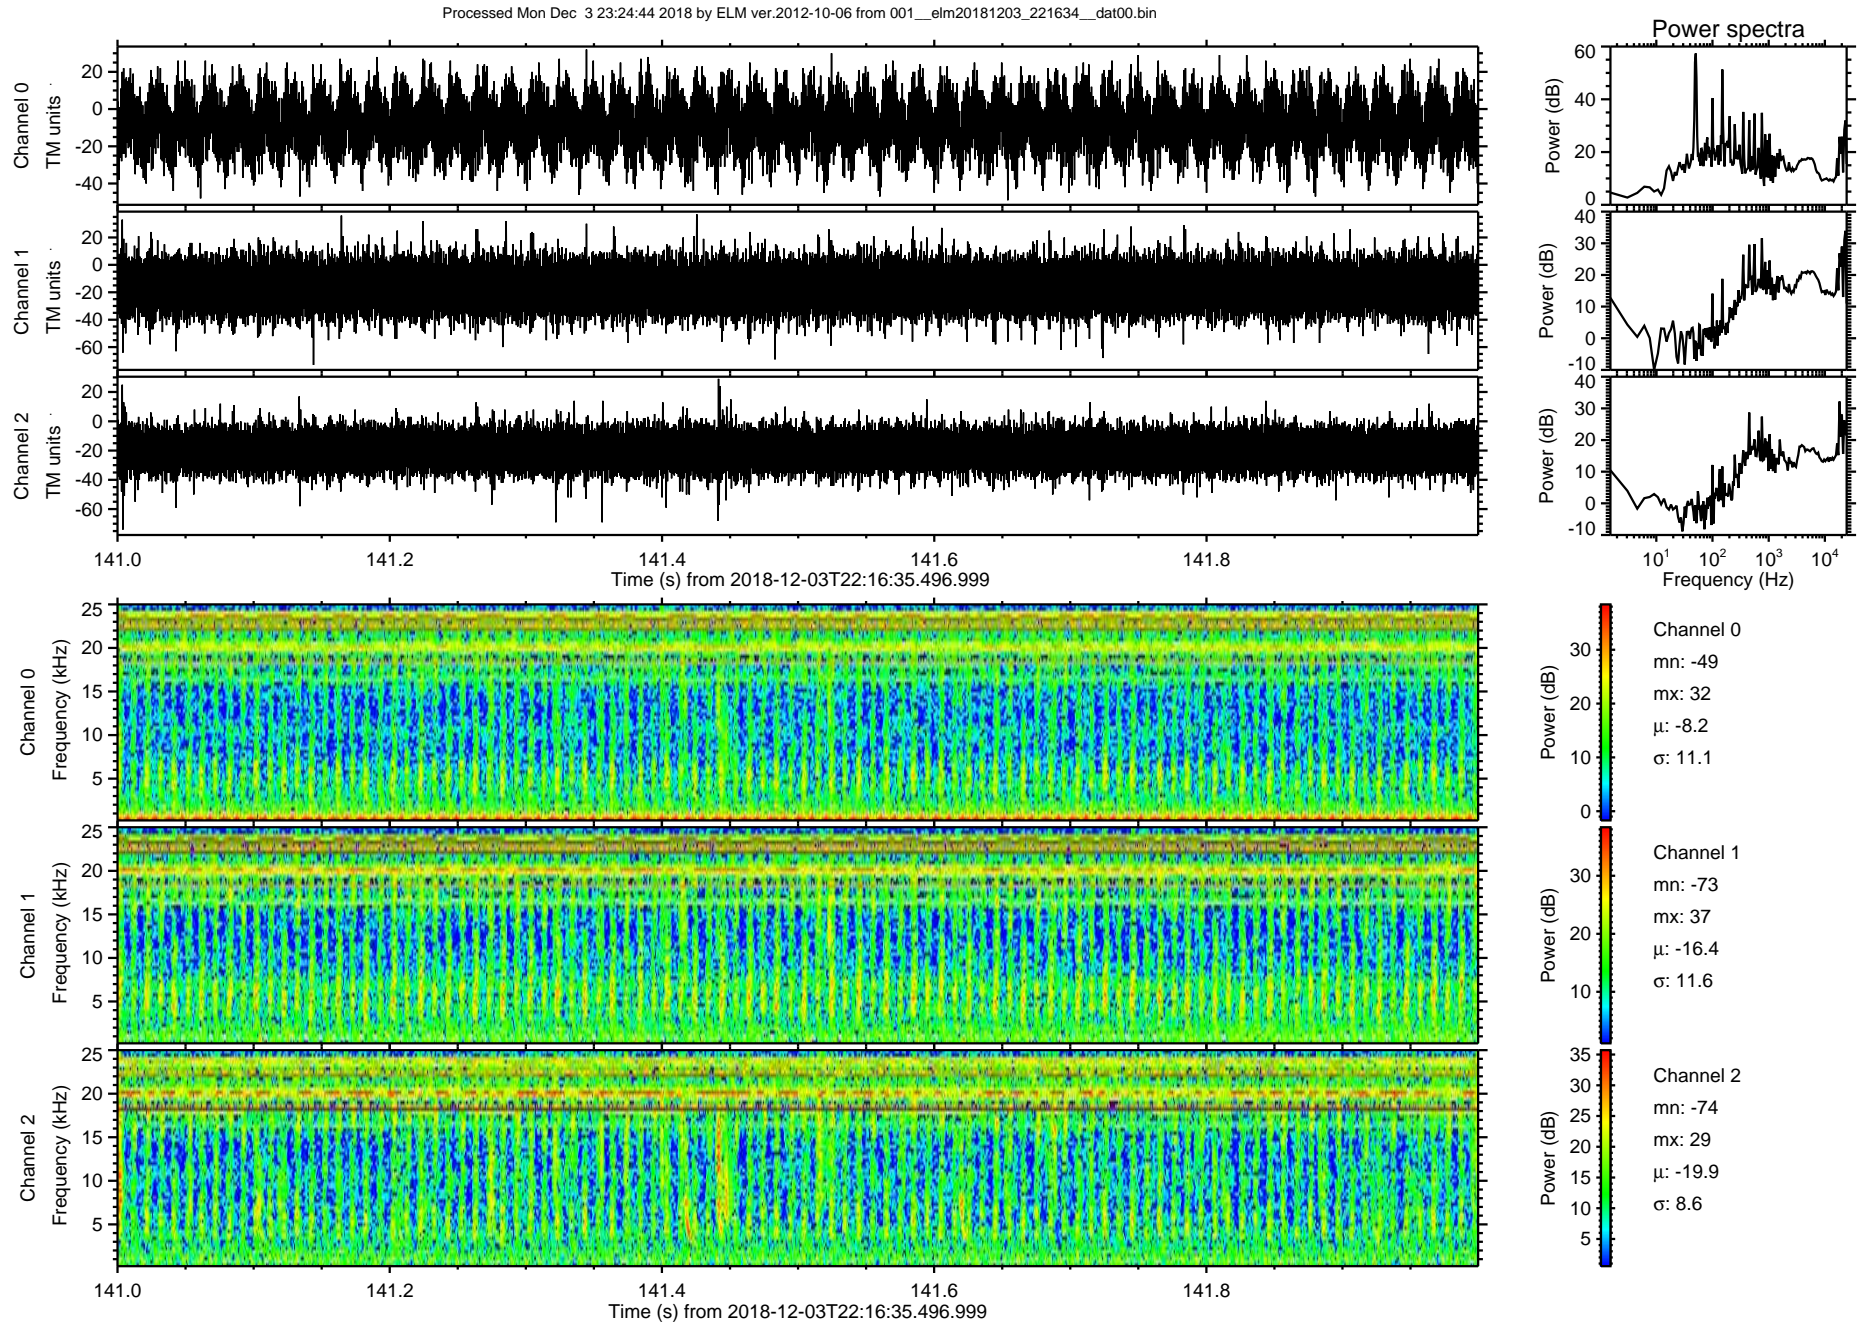 Processed Mon Dec  3 23:24:44 2018 by ELM ver.2012-10-06 from 001__elm20181203_221634__dat00.bin
Power spectra
Channel 0
TM units
20
0
-20
-40
Power (dB)
60
40
20
0
Channel 1
TM units
20
0
-20
-40
-60
Power (dB)
40
30
20
10
0
-10
Channel 2
TM units
20
0
-20
-40
-60
Power (dB)
40
30
20
10
0
-10
141.0 141.2 141.4 141.6 141.8
Time (s) from 2018-12-03T22:16:35.496.999
10¹ 10² 10³ 10⁴
Frequency (Hz)
Channel 0
Frequency (kHz)
25
20
15
10
5
Power (dB)
30
20
10
0
Channel 0
mn: -49
mx: 32
µ: -8.2
σ: 11.1
Channel 1
Frequency (kHz)
25
20
15
10
5
Power (dB)
30
20
10
Channel 1
mn: -73
mx: 37
µ: -16.4
σ: 11.6
Channel 2
Frequency (kHz)
25
20
15
10
5
Power (dB)
35
30
25
20
15
10
5
Channel 2
mn: -74
mx: 29
µ: -19.9
σ: 8.6
141.0 141.2 141.4 141.6 141.8
Time (s) from 2018-12-03T22:16:35.496.999